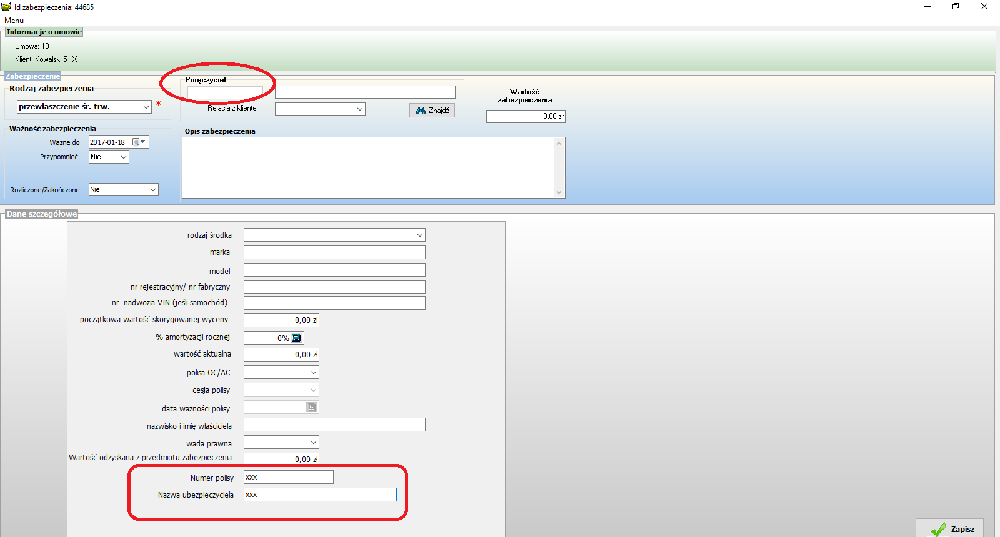 Id zabezpieczenia: 44685
Menu
Informacje o umowie
Umowa: 19
Klient: Kowalski 51 X
Zabezpieczenie
Rodzaj zabezpieczenia
przewłaszczenie śr. trw.
*
Poręczyciel
Relacja z klientem
Znajdź
Wartość
zabezpieczenia
0,00 zł
Ważność zabezpieczenia
Ważne do 2017-01-18
Przypomnieć Nie
Rozliczone/Zakończone Nie
Opis zabezpieczenia
Dane szczegółowe
rodzaj środka
marka
model
nr rejestracyjny/ nr fabryczny
nr nadwozia VIN (jeśli samochód)
początkowa wartość skorygowanej wyceny 0,00 zł
% amortyzacji rocznej 0%
wartość aktualna 0,00 zł
polisa OC/AC
cesja polisy
data ważności polisy - -
nazwisko i imię właściciela
wada prawna
Wartość odzyskana z przedmiotu zabezpieczenia 0,00 zł
Numer polisy xxx
Nazwa ubezpieczyciela xxx
Zapisz